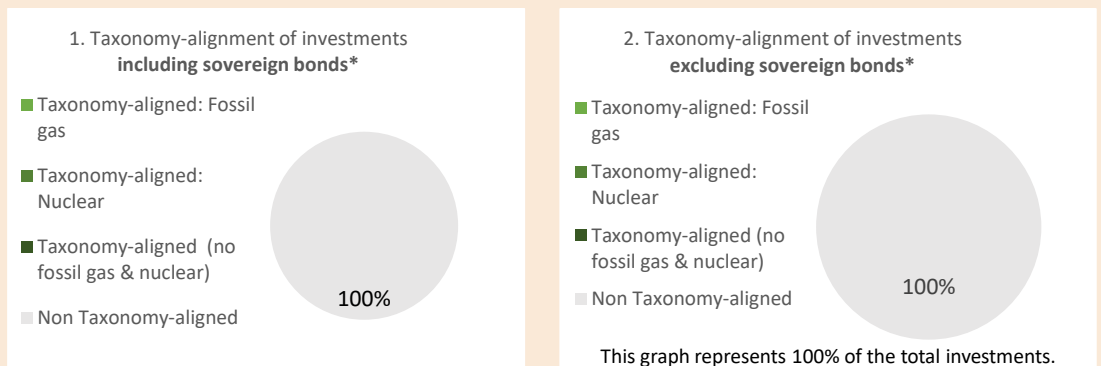 1. Taxonomy-alignment of investments
including sovereign bonds*
Taxonomy-aligned: Fossil
gas
Taxonomy-aligned:
Nuclear
Taxonomy-aligned (no
fossil gas & nuclear)
Non Taxonomy-aligned
100%
2. Taxonomy-alignment of investments
excluding sovereign bonds*
Taxonomy-aligned: Fossil
gas
Taxonomy-aligned:
Nuclear
Taxonomy-aligned (no
fossil gas & nuclear)
Non Taxonomy-aligned
100%
This graph represents 100% of the total investments.